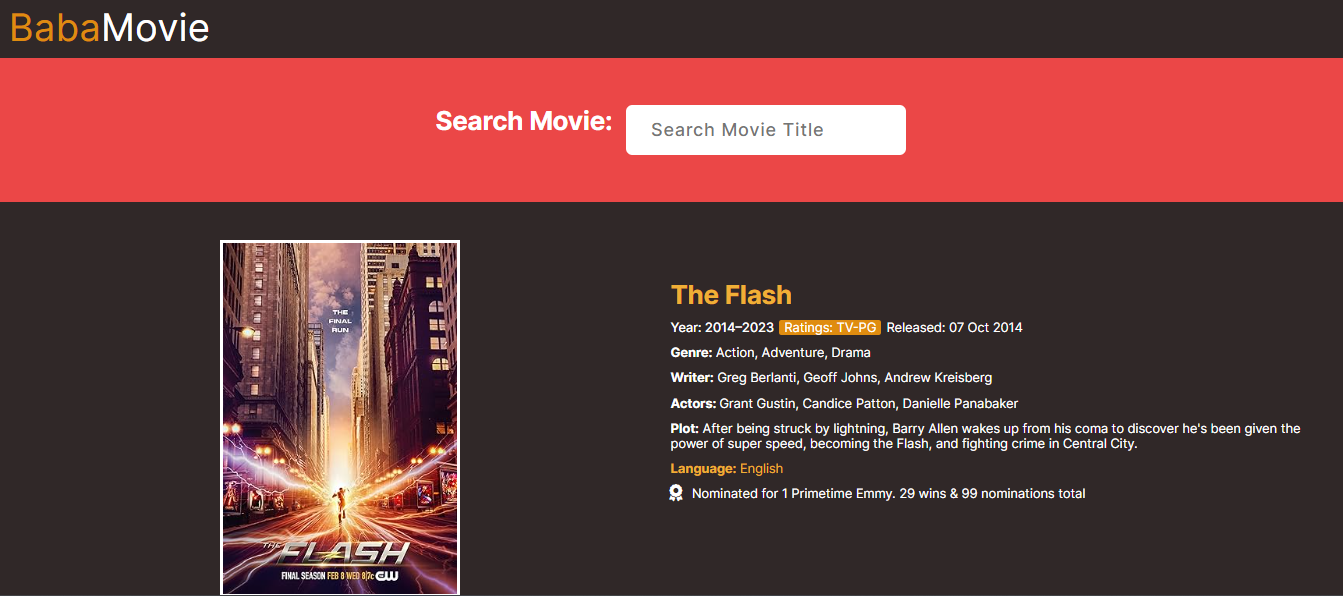 BabaMovie
Search Movie:
Search Movie Title
THE
FINAL
RUN
THE FLASH
FINAL SEASON FEB 8 WED 8|7c CW
The Flash
Year: 2014–2023 Ratings: TV-PG Released: 07 Oct 2014
Genre: Action, Adventure, Drama
Writer: Greg Berlanti, Geoff Johns, Andrew Kreisberg
Actors: Grant Gustin, Candice Patton, Danielle Panabaker
Plot: After being struck by lightning, Barry Allen wakes up from his coma to discover he's been given the
power of super speed, becoming the Flash, and fighting crime in Central City.
Language: English
Nominated for 1 Primetime Emmy. 29 wins & 99 nominations total